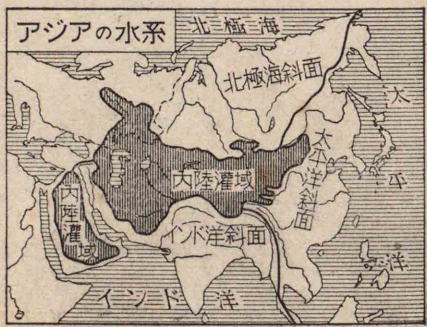 アジアの水系
北極海
北極海斜面
太平洋
太平洋斜面
内陸灌域
内陸灌域
インド洋斜面
インド洋